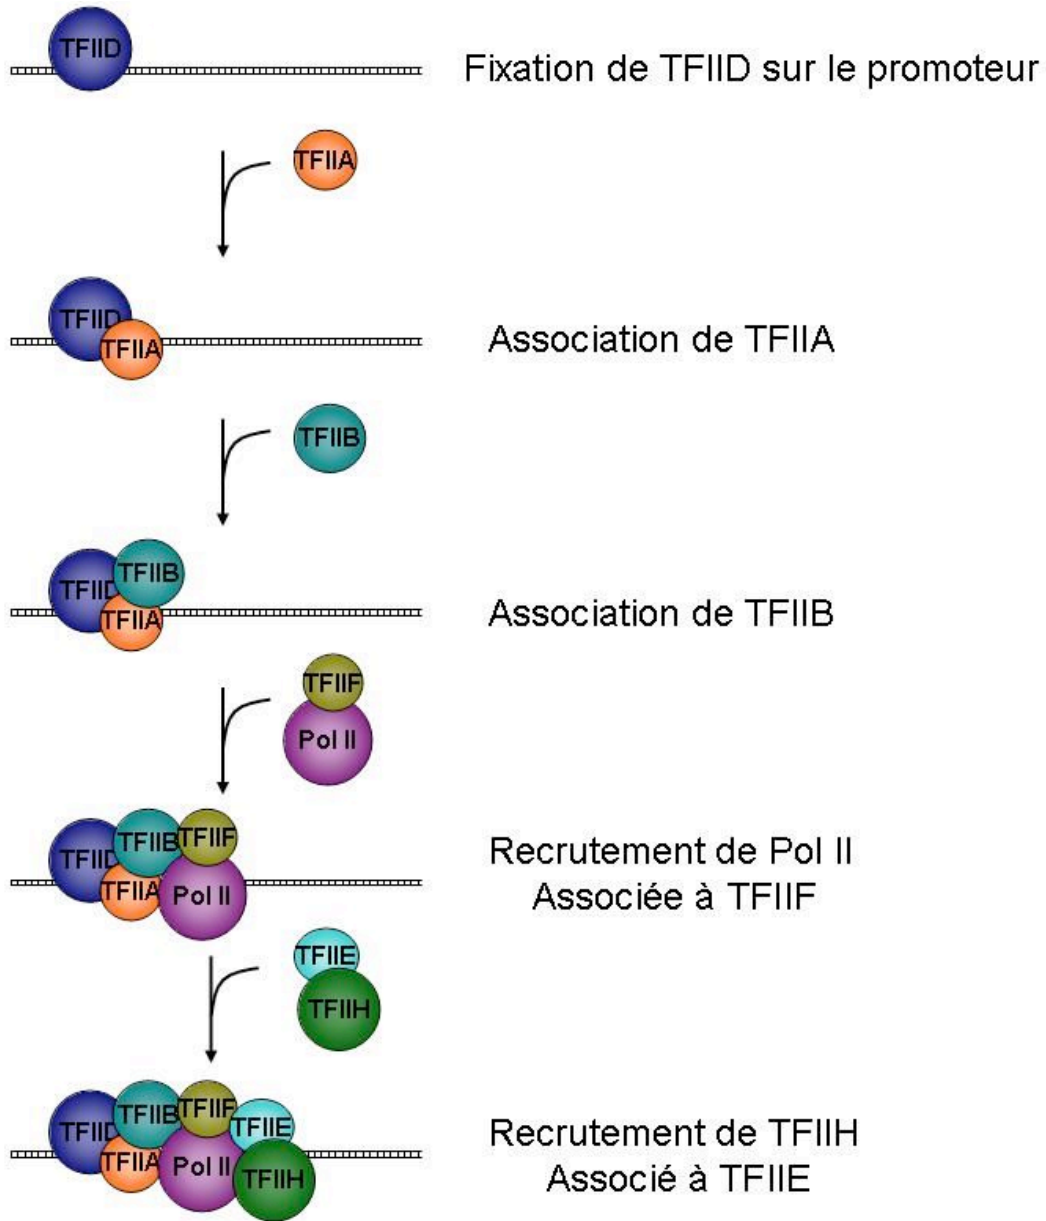 TFIID
Fixation de TFIID sur le promoteur
TFIIA
TFIID
TFIIA
Association de TFIIA
TFIIB
TFIIB
TFIID
TFIIA
Association de TFIIB
TFIIF
Pol II
TFIIB TFIIF
TFIID
TFIIA Pol II
Recrutement de Pol II
Associée à TFIIF
TFIIE
TFIIH
TFIIB TFIIF
TFIID TFIIE
TFIIA Pol II TFIIH
Recrutement de TFIIH
Associé à TFIIE